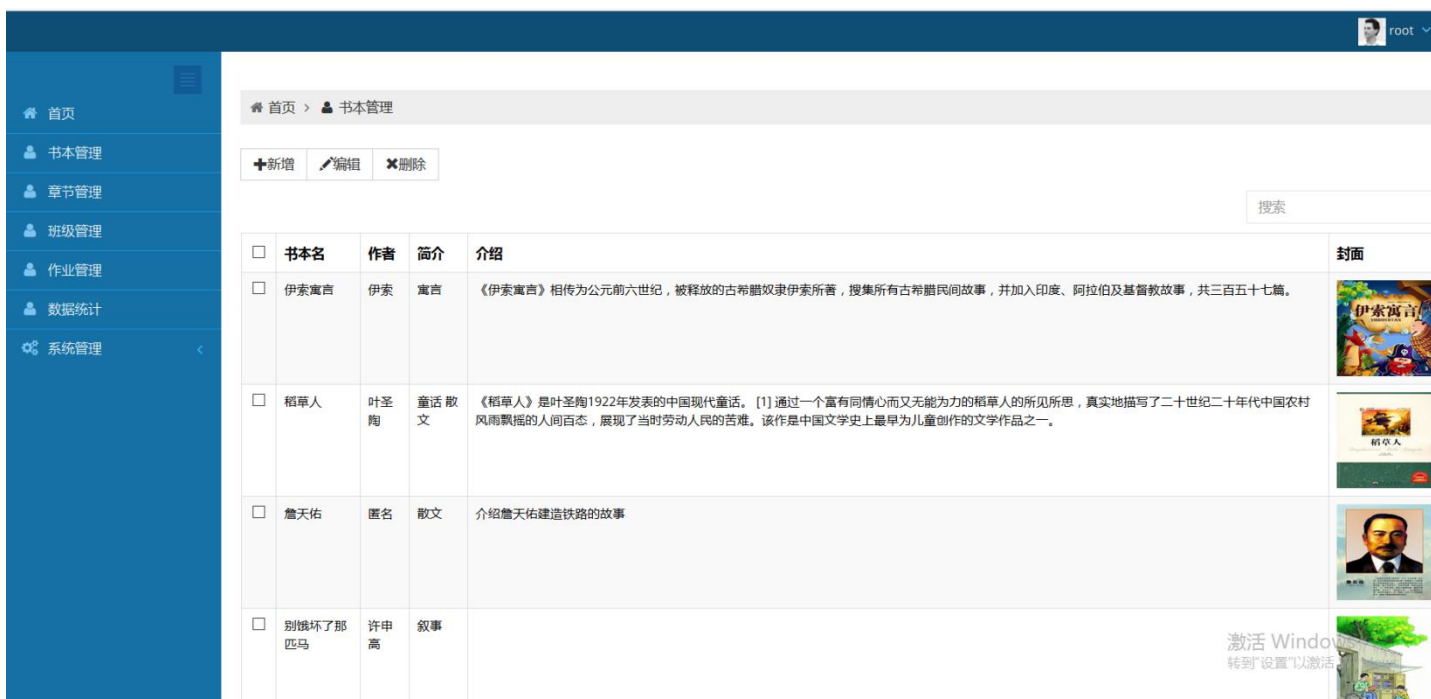 root
首页
书本管理
章节管理
班级管理
作业管理
数据统计
系统管理
首页 > 书本管理
新增 编辑 删除
搜索
书本名 作者 简介 介绍 封面
伊索寓言 伊索 寓言 《伊索寓言》相传为公元前六世纪，被释放的古希腊奴隶伊索所著，搜集所有古希腊民间故事，并加入印度、阿拉伯及基督教故事，共三百五十七篇。
伊索寓言
稻草人 叶圣 童话 散 《稻草人》是叶圣陶1922年发表的中国现代童话。 [1] 通过一个富有同情心而又无能为力的稻草人的所见所思，真实地描写了二十世纪二十年代中国农村
陶 文 风雨飘摇的人间百态，展现了当时劳动人民的苦难。该作是中国文学史上最早为儿童创作的文学作品之一。
稻草人
詹天佑 匿名 散文 介绍詹天佑建造铁路的故事
别饿坏了那 许申 叙事
匹马 高
激活 Windows
转到"设置"以激活